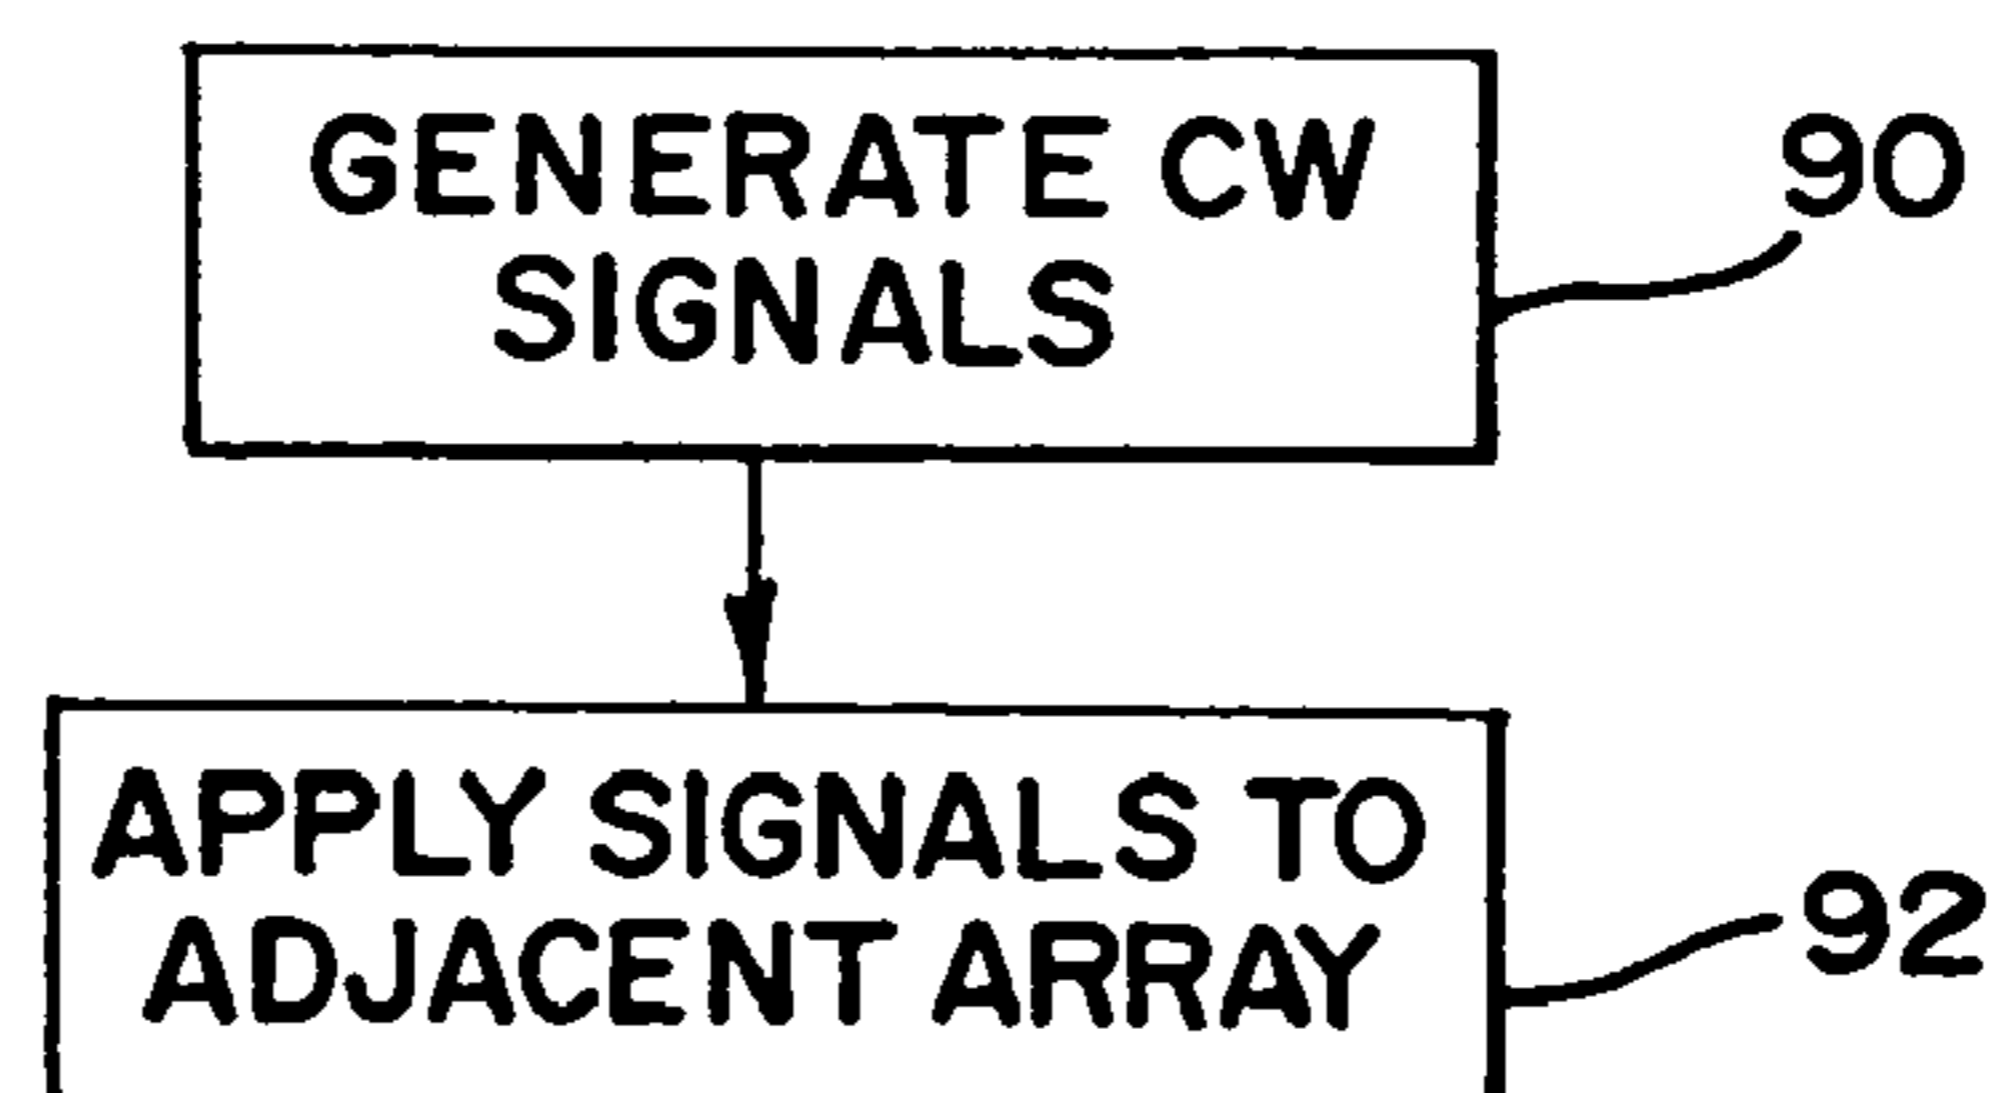 GENERATE CW
SIGNALS
90
APPLY SIGNALS TO
ADJACENT ARRAY
92